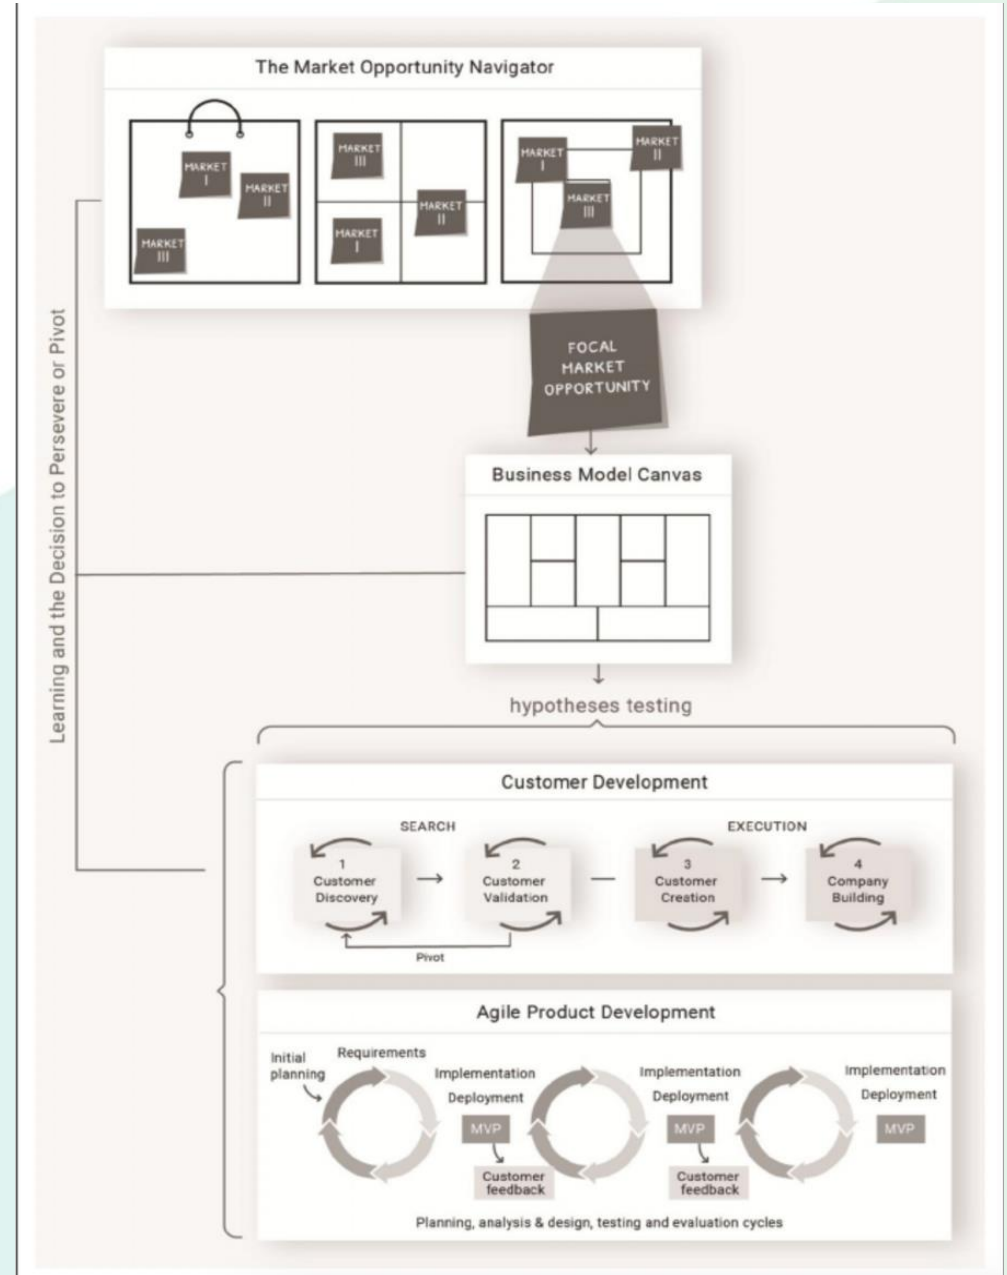 The Market Opportunity Navigator
MARKET
I
MARKET
II
MARKET
III
MARKET
III
MARKET
II
MARKET
I
MARKET
I
MARKET
II
MARKET
III
FOCAL
MARKET
OPPORTUNITY
Learning and the Decision to Persevere or Pivot
Business Model Canvas
hypotheses testing
Customer Development
SEARCH
EXECUTION
1
Customer
Discovery
2
Customer
Validation
3
Customer
Creation
4
Company
Building
Pivot
Agile Product Development
Initial
planning
Requirements
Implementation
Deployment
MVP
Customer
feedback
Implementation
Deployment
MVP
Customer
feedback
Implementation
Deployment
MVP
Planning, analysis & design, testing and evaluation cycles